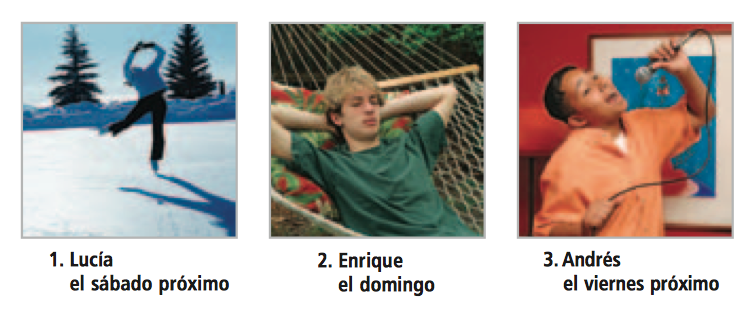 1. Lucía
el sábado próximo
2. Enrique
el domingo
3. Andrés
el viernes próximo